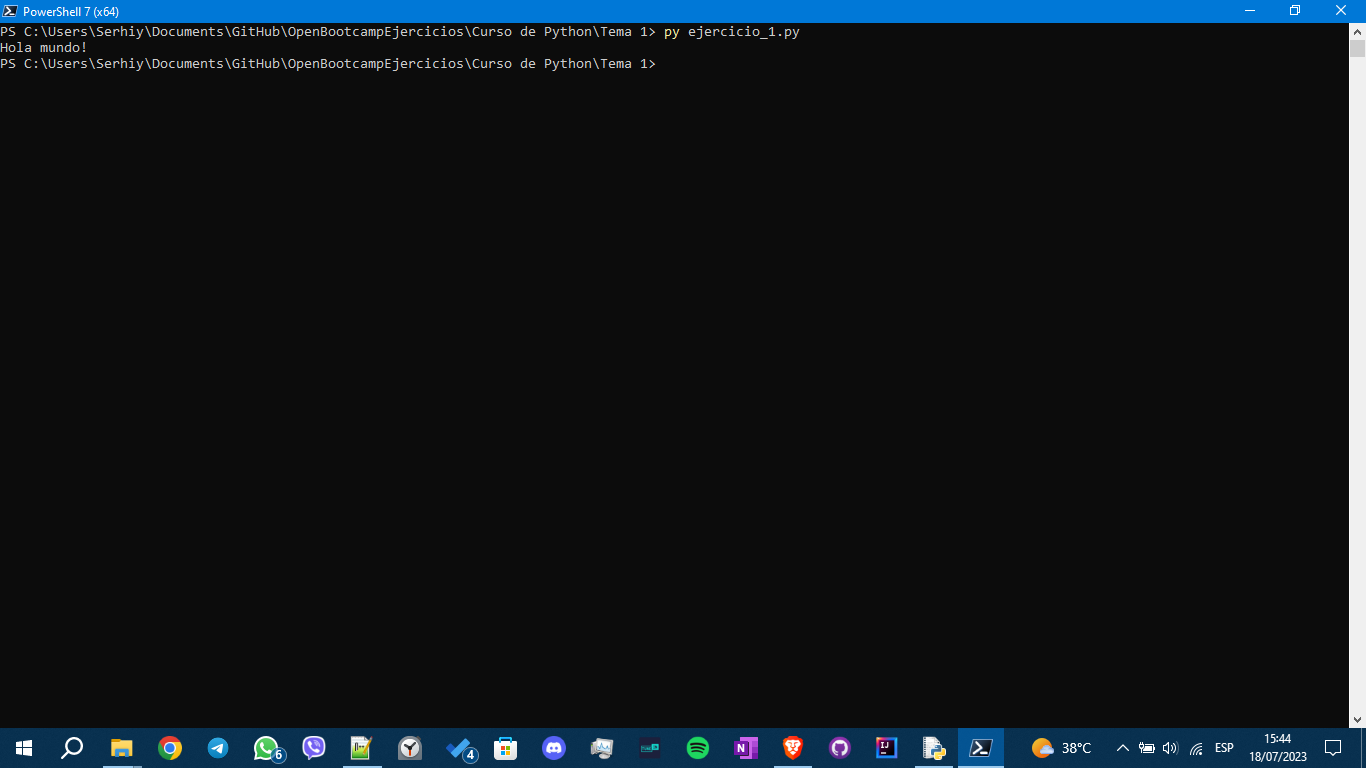 PowerShell 7 (x64)
PS C:\Users\Serhiy\Documents\GitHub\OpenBootcampEjercicios\Curso de Python\Tema 1> py ejercicio_1.py
Hola mundo!
PS C:\Users\Serhiy\Documents\GitHub\OpenBootcampEjercicios\Curso de Python\Tema 1>
6
4
N
IJ
38°C
ESP
15:44
18/07/2023